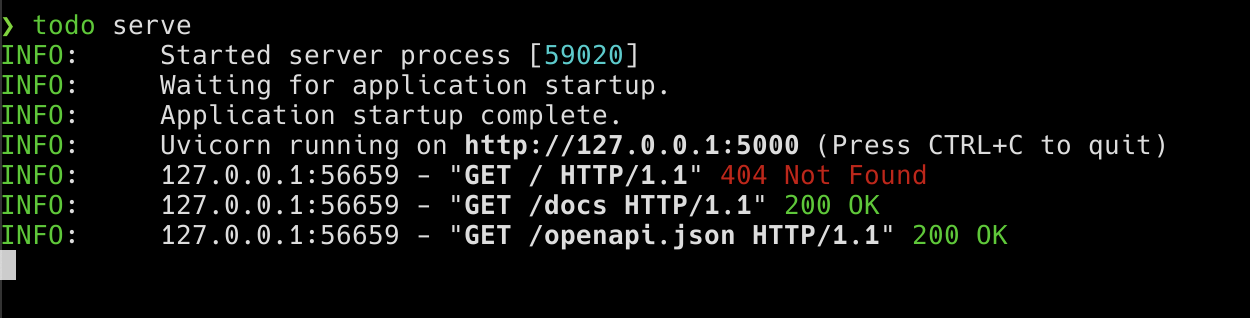 ❯ todo serve
INFO:     Started server process [59020]
INFO:     Waiting for application startup.
INFO:     Application startup complete.
INFO:     Uvicorn running on http://127.0.0.1:5000 (Press CTRL+C to quit)
INFO:     127.0.0.1:56659 - "GET / HTTP/1.1" 404 Not Found
INFO:     127.0.0.1:56659 - "GET /docs HTTP/1.1" 200 OK
INFO:     127.0.0.1:56659 - "GET /openapi.json HTTP/1.1" 200 OK